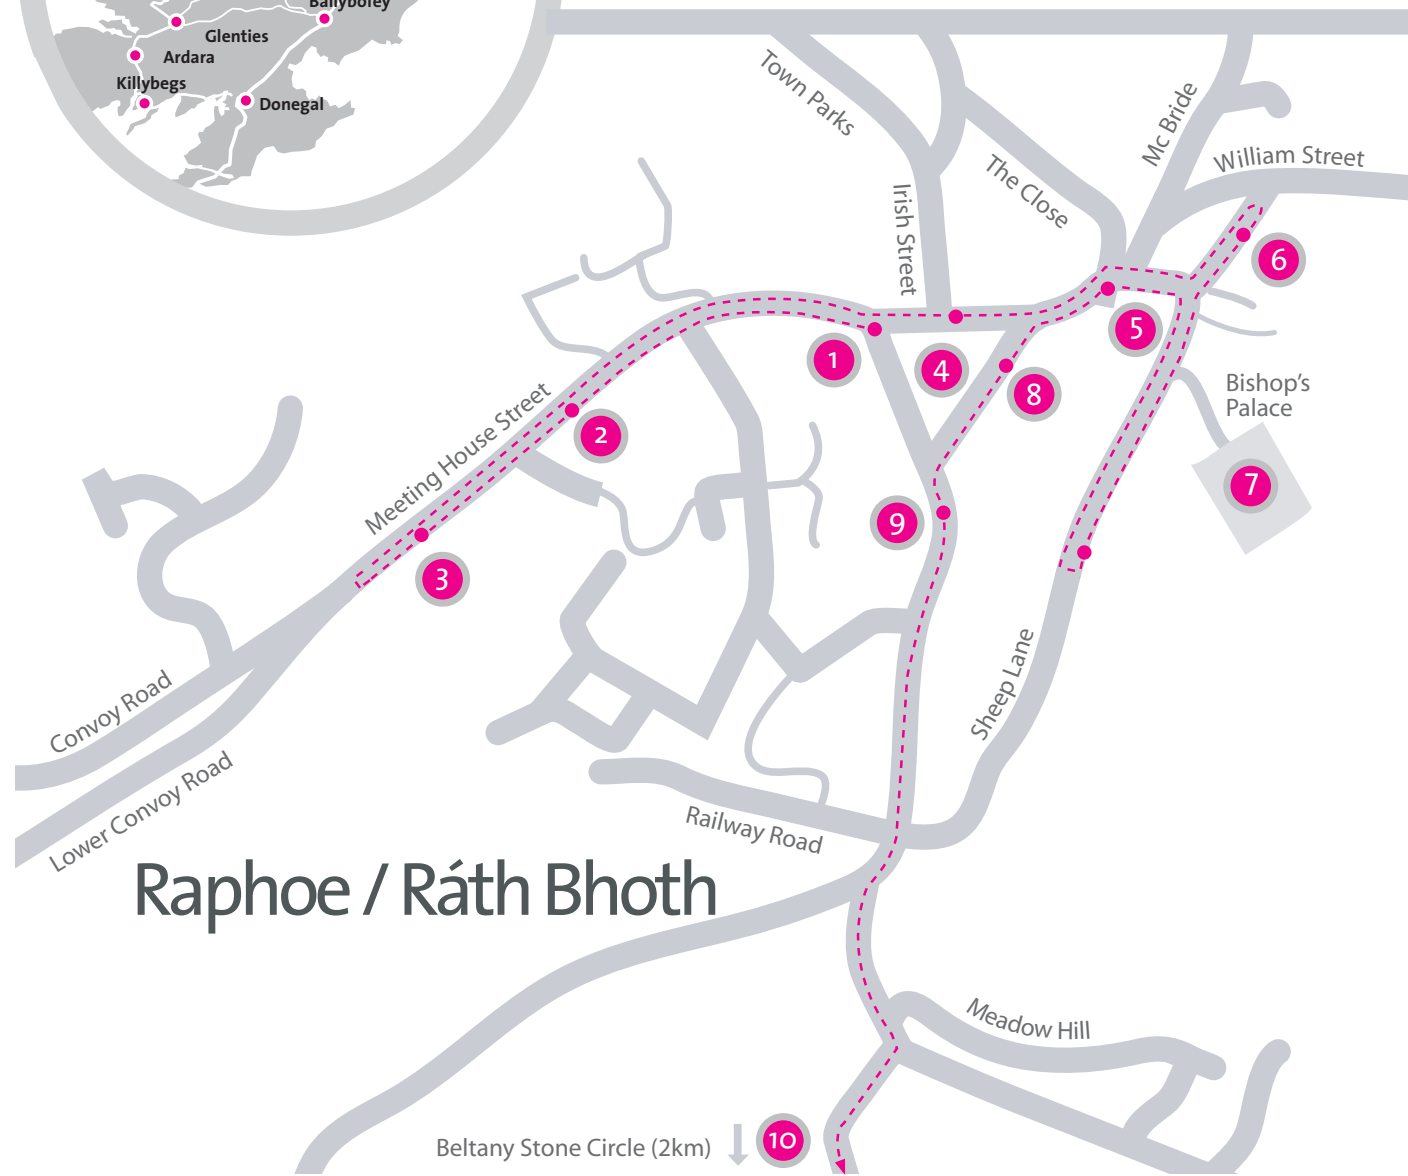 Ballybofey
Glenties
Ardara
Killybegs
Donegal
Town Parks
Mc Bride
William Street
The Close
Irish Street
6
5
1
4
8
Bishop's
Palace
Meeting House Street
2
7
9
3
Sheep Lane
Convoy Road
Lower Convoy Road
Railway Road
Raphoe / Ráth Bhoth
Meadow Hill
Beltany Stone Circle (2km)
10